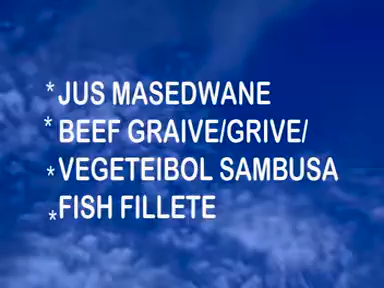 *JUS MASEDWANE
*BEEF GRAIVE/GRIVE/
*VEGETEIBOL SAMBUSA
*FISH FILLETE